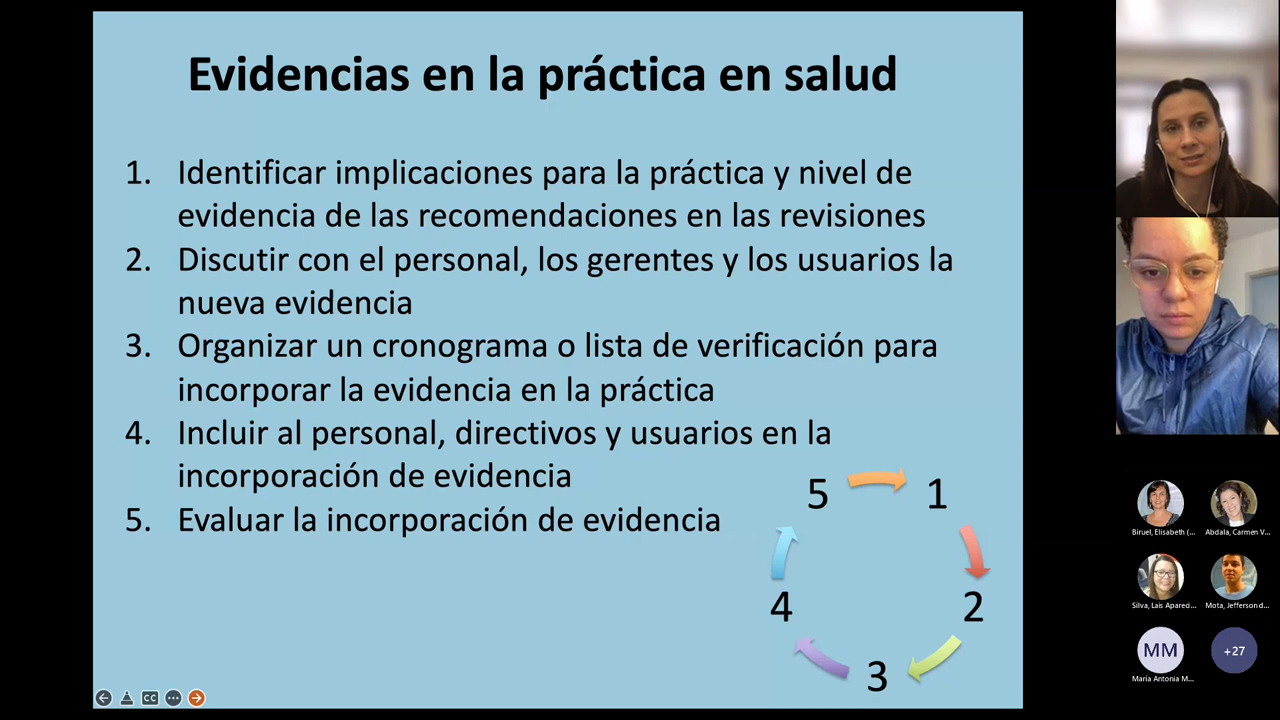 Evidencias en la práctica en salud
1. Identificar implicaciones para la práctica y nivel de
evidencia de las recomendaciones en las revisiones
2. Discutir con el personal, los gerentes y los usuarios la
nueva evidencia
3. Organizar un cronograma o lista de verificación para
incorporar la evidencia en la práctica
4. Incluir al personal, directivos y usuarios en la
incorporación de evidencia
5. Evaluar la incorporación de evidencia
5 1
4 2
3
CC
Biruel, Elisabeth (... Abdala, Carmen V...
Silva, Lais Apared... Mota, Jefferson d...
MM +27
María Antonia M...